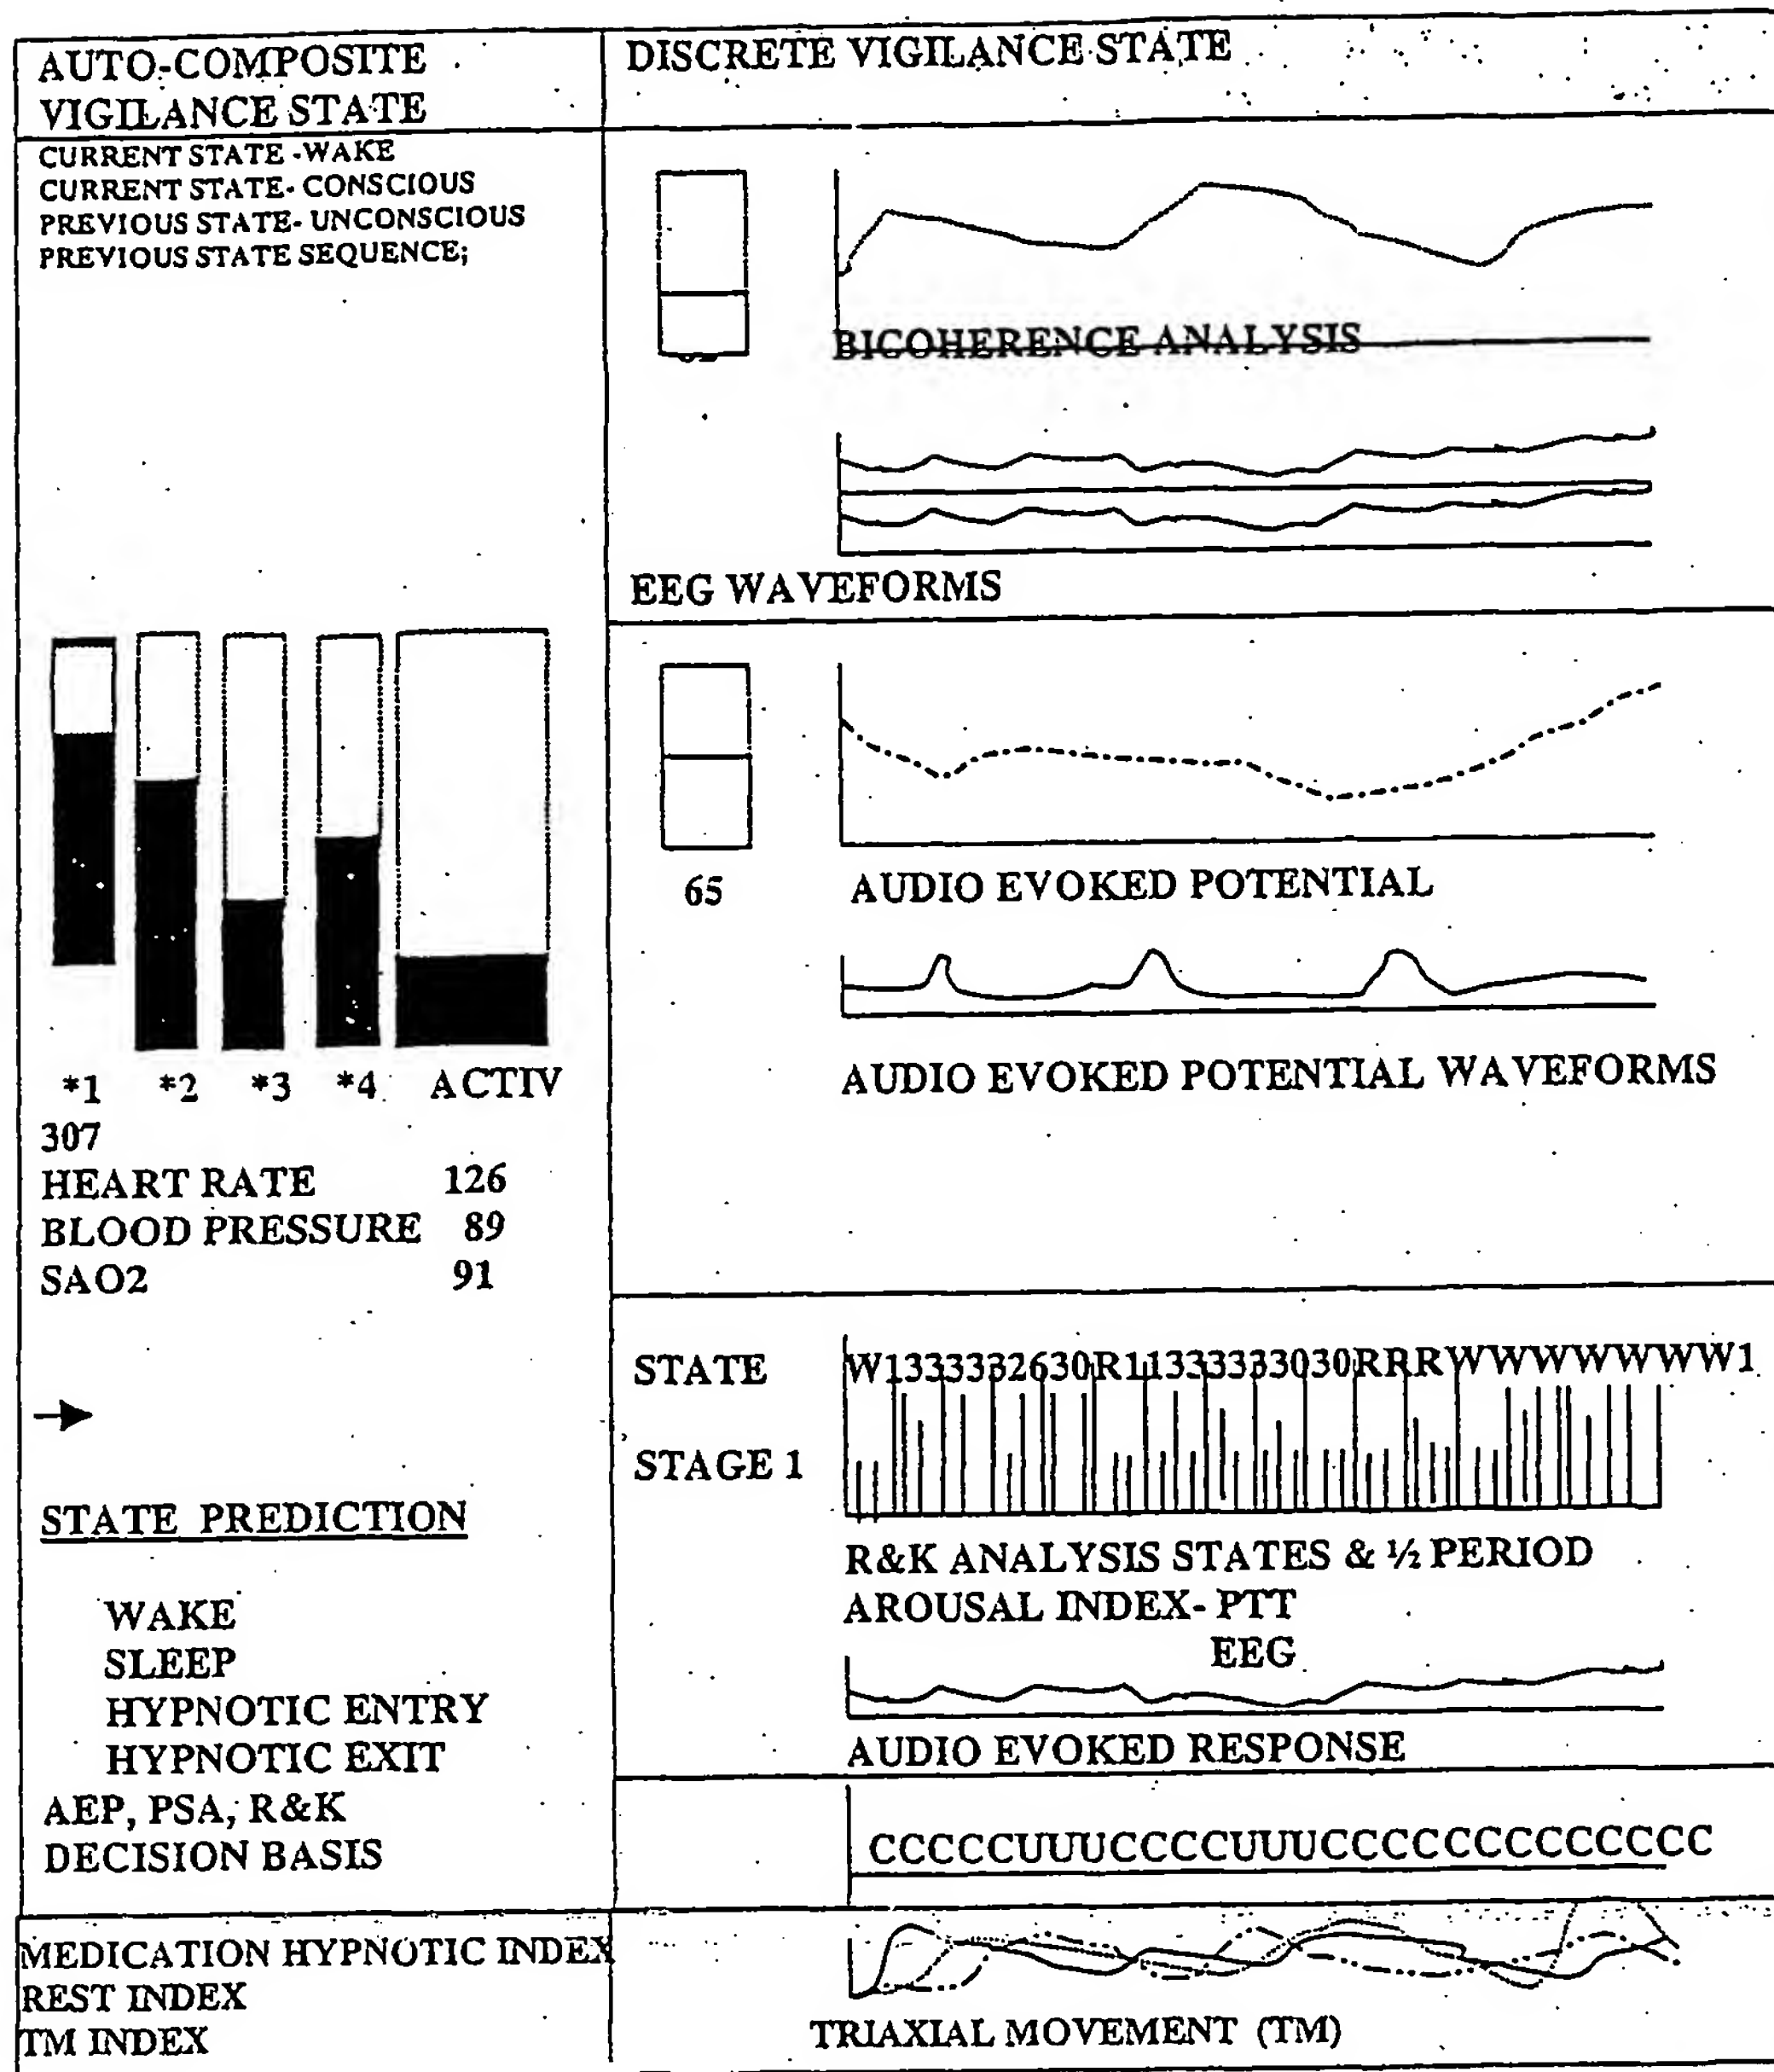 AUTO-COMPOSITE
VIGILANCE STATE
CURRENT STATE -WAKE
CURRENT STATE- CONSCIOUS
PREVIOUS STATE- UNCONSCIOUS
PREVIOUS STATE SEQUENCE;
*1 *2 *3 *4 ACTIV
307
HEART RATE 126
BLOOD PRESSURE 89
SAO2 91
STATE PREDICTION
WAKE
SLEEP
HYPNOTIC ENTRY
HYPNOTIC EXIT
AEP, PSA, R&K
DECISION BASIS
MEDICATION HYPNOTIC INDEX
REST INDEX
TM INDEX
DISCRETE VIGILANCE STATE
BICOHERENCE ANALYSIS
EEG WAVEFORMS
65 AUDIO EVOKED POTENTIAL
AUDIO EVOKED POTENTIAL WAVEFORMS
STATE W1333332630R11333333030RRRWWWWWWWW1
STAGE 1
R&K ANALYSIS STATES & ½ PERIOD
AROUSAL INDEX- PTT
EEG
AUDIO EVOKED RESPONSE
CCCCCUUUCCCCUUUCCCCCCCCCCCCCC
TRIAXIAL MOVEMENT (TM)